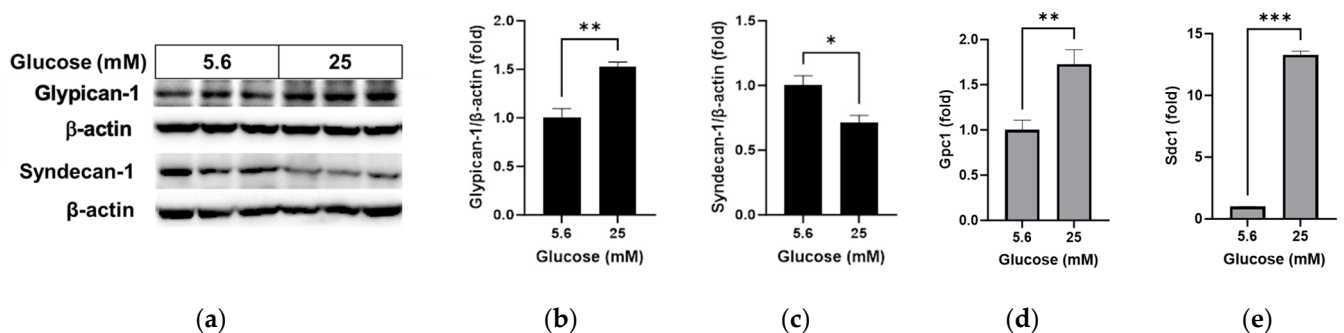 Glucose (mM) 5.6 25
Glypican-1
β-actin
Syndecan-1
β-actin
(a)
Glypican-1/β-actin (fold)
2.0
1.5
1.0
1.5
0.0
**
5.6 25
Glucose (mM)
(b)
Syndecan-1/β-actin (fold)
1.5
1.0
0.5
0.0
*
5.6 25
Glucose (mM)
(c)
Gpc1 (fold)
2.0
1.5
1.0
0.5
0.0
**
5.6 25
Glucose (mM)
(d)
Sdc1 (fold)
15
10
5
0
***
5.6 25
Glucose (mM)
(e)